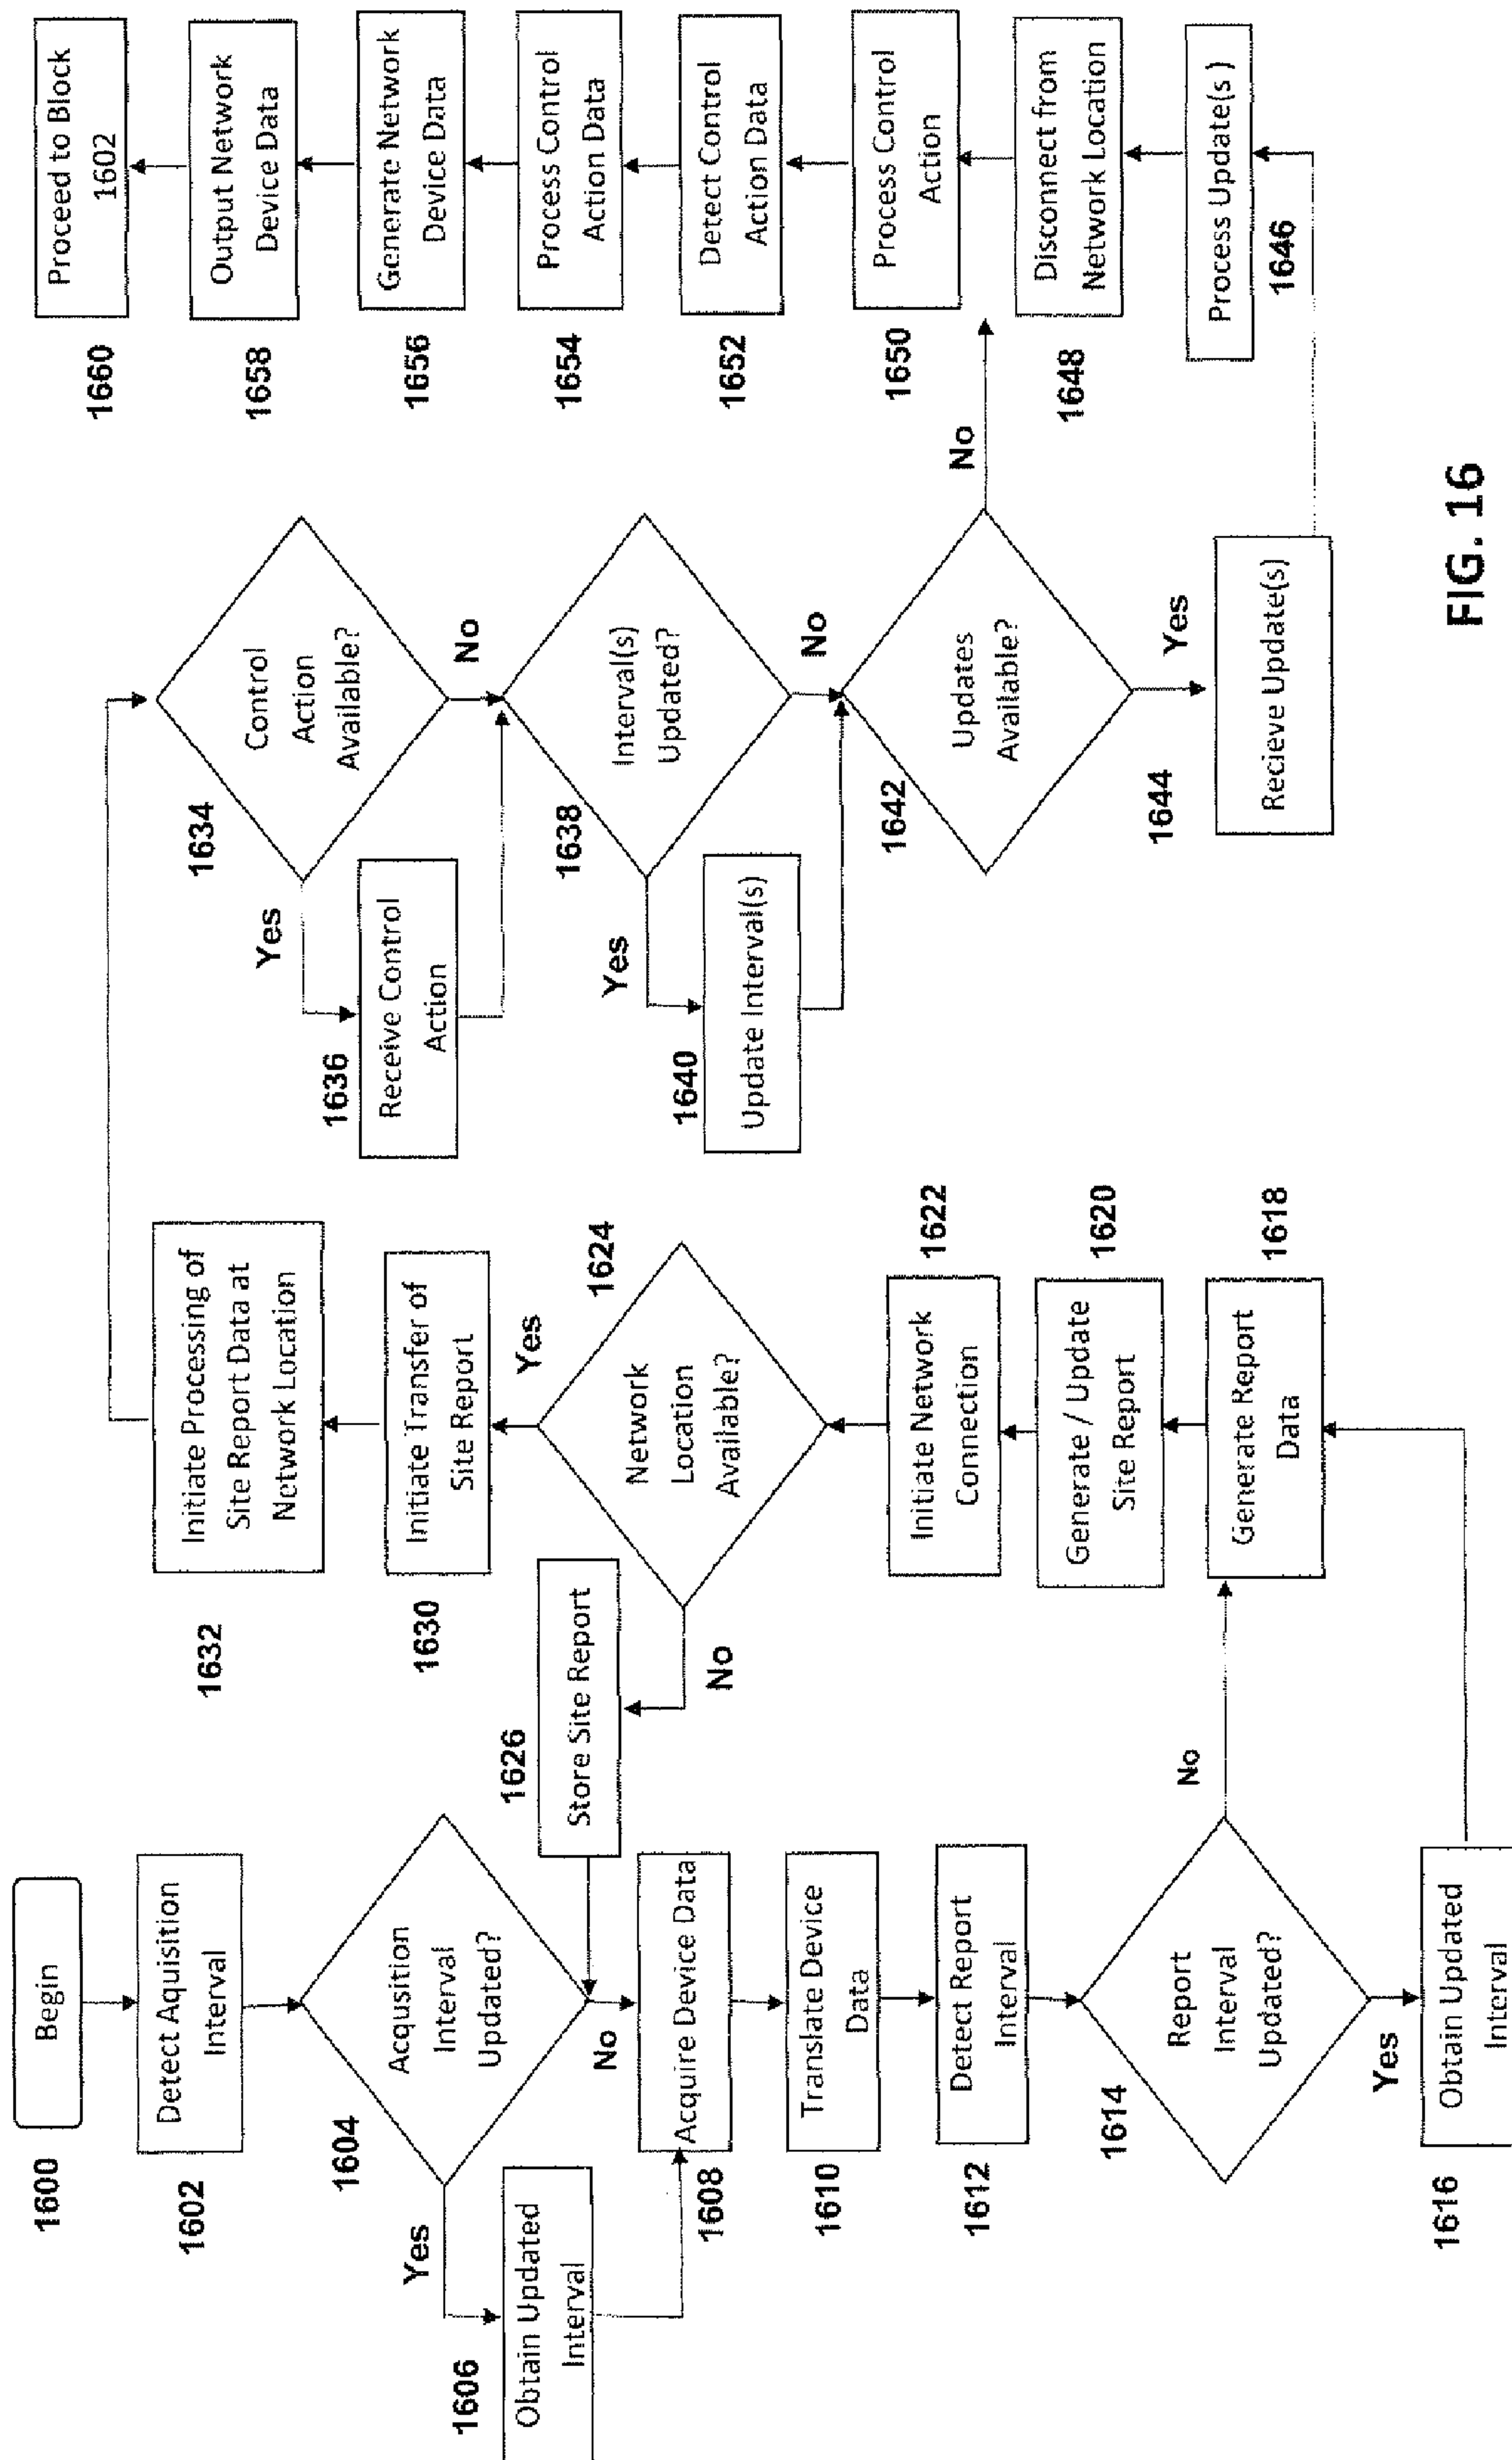 1600
Begin
1602
Detect Aquisition
Interval
1604
Acqusition
Interval
Updated?
Yes
No
1606
Obtain Updated
Interval
1608
Acquire Device Data
1610
Translate Device
Data
1612
Detect Report
Interval
1614
Report
Interval
Updated?
No
Yes
1616
Obtain Updated
Interval
1618
Generate Report
Data
1620
Generate / Update
Site Report
1622
Initiate Network
Connection
1624
Network
Location
Available?
Yes
No
1626
Store Site Report
1630
Initiate Transfer of
Site Report
1632
Initiate Processing of
Site Report Data at
Network Location
1634
Control
Action
Available?
Yes
No
1636
Receive Control
Action
1638
Interval(s)
Updated?
Yes
No
1640
Update Interval(s)
1642
Updates
Available?
No
Yes
1644
Recieve Update(s)
1646
Process Update(s )
1648
Disconnect from
Network Location
1650
Process Control
Action
1652
Detect Control
Action Data
1654
Process Control
Action Data
1656
Generate Network
Device Data
1658
Output Network
Device Data
1660
Proceed to Block
1602
FIG. 16